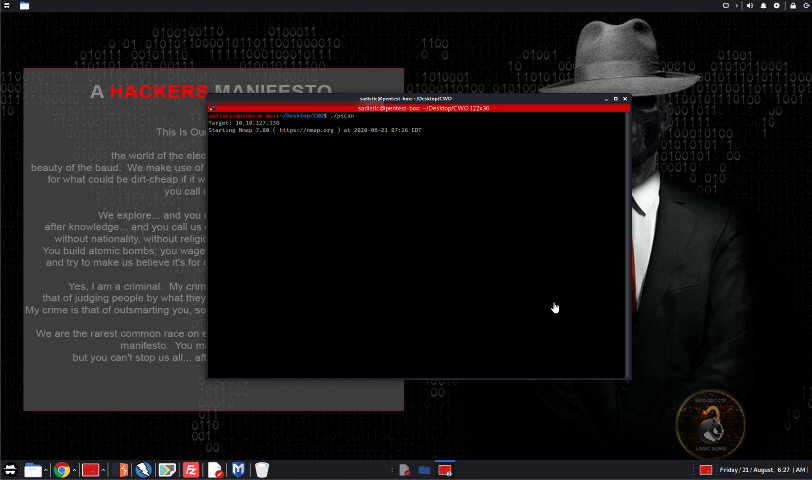 A HACKERS MANIFESTO
sadistic@pentest-box: ~/Desktop/CWO
sadistic@pentest-box: ~/Desktop/CWO 122x36
sadistic@pentest-box:~/Desktop/CWO$ ./pscan
Target: 10.10.127.138
Starting Nmap 7.80 ( https://nmap.org ) at 2020-08-21 07:26 EDT
This Is Our
the world of the elec
beauty of the baud. We make use of
for what could be dirt-cheap if it w
you call u
We explore... and you c
after knowledge... and you call us c
without nationality, without religio
You build atomic bombs, you wage
and try to make us believe it's for o
Yes, I am a criminal. My crim
that of judging people by what they
My crime is that of outsmarting you, so
We are the rarest common race on e
manifesto. You ma
but you can't stop us all... aft
INFO-SEC CTF
LOGIC BOMB
Friday / 21 / August, 6:27 | AM |